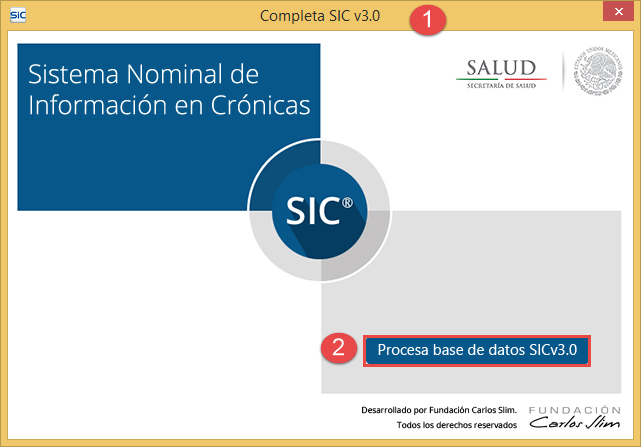 SIC
Completa SIC v3.0
1
Sistema Nominal de
Información en Crónicas
SALUD
SECRETARÍA DE SALUD
ESTADOS UNIDOS MEXICANOS
SIC®
2
Procesa base de datos SICv3.0
Desarrollado por Fundación Carlos Slim.
Todos los derechos reservados
FUNDACIÓN
Carlos Slim